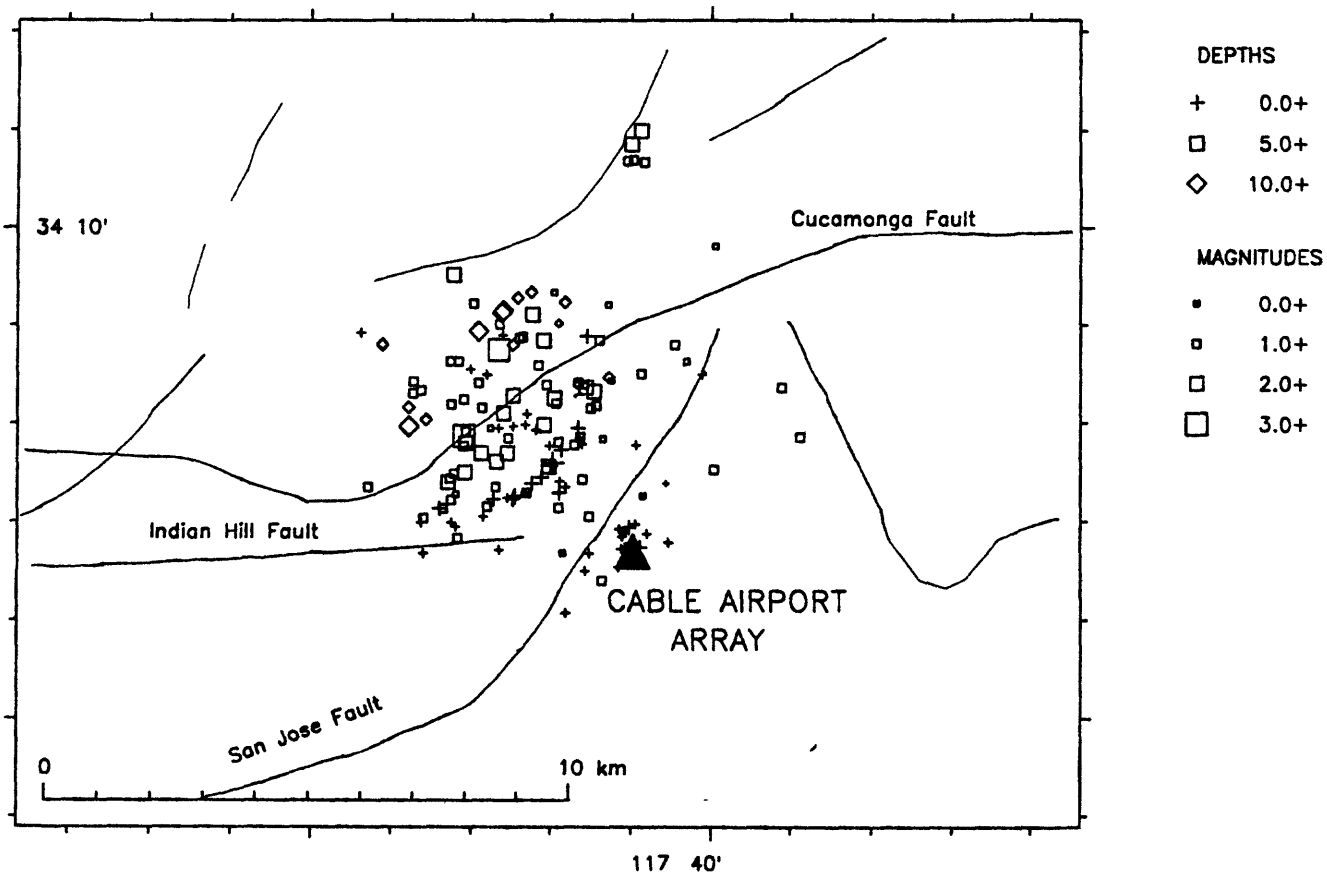 DEPTHS
+ 0.0+
5.0+
10.0+
34 10'
Cucamonga Fault
MAGNITUDES
0.0+
1.0+
2.0+
3.0+
Indian Hill Fault
CABLE AIRPORT
ARRAY
San Jose Fault
0
10 km
117 40'